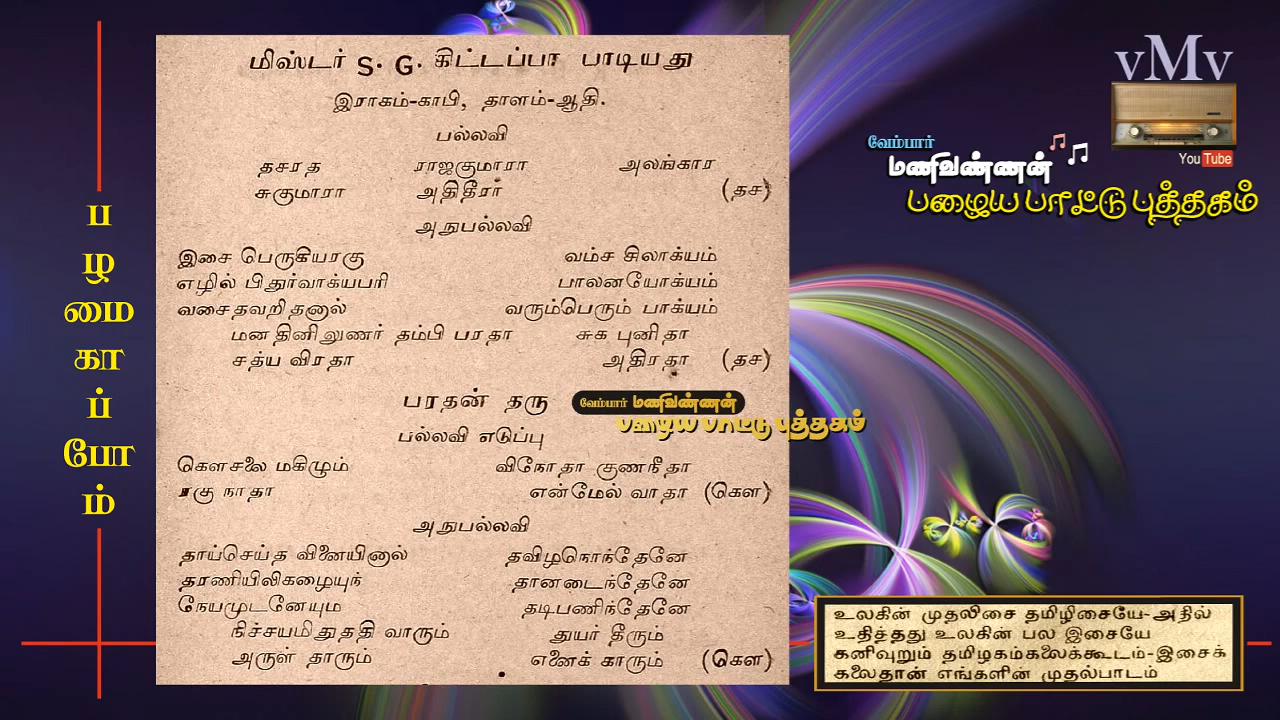 மிஸ்டர் S. G. கிட்டப்பா பாடியது
இராகம்-காபி, தாளம்-ஆதி.
பல்லவி
தசரத ராஜகுமாரா அலங்கார
சுகுமாரா அதிதீரா (தச)
அநுபல்லவி
இசை பெருகியரகு வம்ச சிலாக்யம்
எழில் பிதுர்வாக்யபரி பாலனயோக்யம்
வசைதவறிதனால் வரும்பெரும் பாக்யம்
மனதினிலுணர் தம்பி பரதா சுக புனிதா
சத்ய விரதா அதிரதா (தச)
பரதன் தரு
பல்லவி எடுப்பு
கௌசலை மகிழும் விநோதா குணநீதா
ரகு நாதா என்மேல் வாதா (கௌ)
அநுபல்லவி
தாய்செய்த வினையினால் தவிழநொந்தேனே
தரணியிலிகழையுந் தானடைந்தேனே
நேயமுடனேயும தடிபணிந்தேனே
நிச்சயமிதுததி வாரும் துயர் தீரும்
அருள் தாரும் எனைக் காரும் (கௌ)
பழமை காப்போம்
vMv
YouTube
வேம்பார்
மணிவண்ணன்
பழைய பாட்டு புத்தகம்
வேம்பார் மணிவண்ணன்
பழைய பாட்டு புத்தகம்
உலகின் முதலிசை தமிழிசையே-அதில்
உதித்தது உலகின் பல இசையே
கனிவுறும் தமிழகம்கலைக்கூடம்-இசைக்
கலைதான் எங்களின் முதல்பாடம்